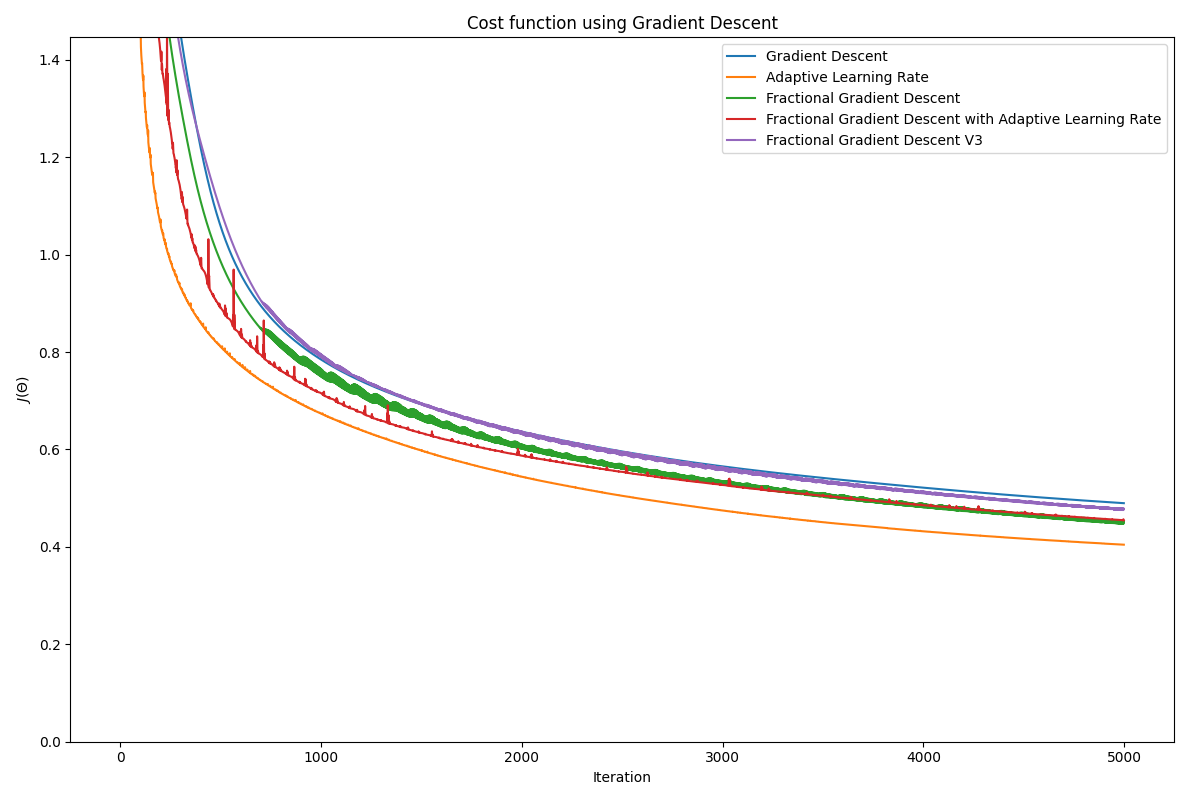 Cost function using Gradient Descent
Gradient Descent
Adaptive Learning Rate
Fractional Gradient Descent
Fractional Gradient Descent with Adaptive Learning Rate
Fractional Gradient Descent V3
1.4
1.2
1.0
0.8
0.6
0.4
0.2
0.0
J(Θ)
0 1000 2000 3000 4000 5000
Iteration